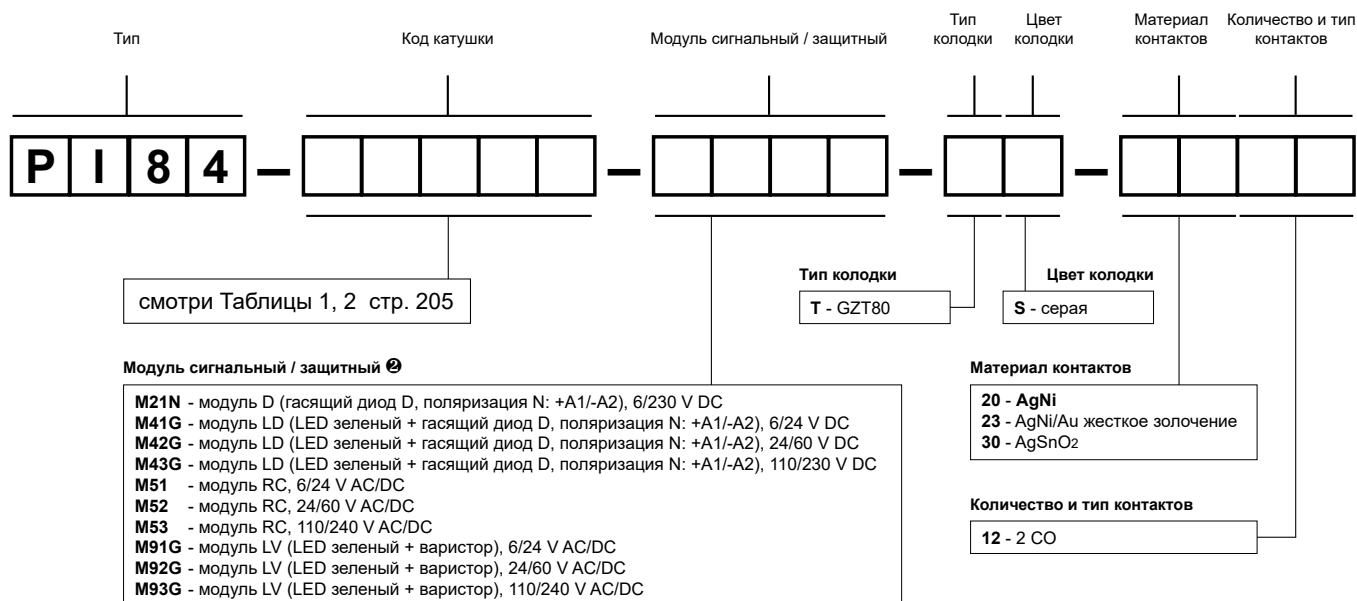 Тип
Код катушки
Модуль сигнальный / защитный
Тип
колодки
Цвет
колодки
Материал
контактов
Количество и тип
контактов
P I 8 4 – – – –
смотри Таблицы 1, 2 стр. 205
Тип колодки
T - GZT80
Цвет колодки
S - серая
Модуль сигнальный / защитный ❷
M21N - модуль D (гасящий диод D, поляризация N: +A1/-A2), 6/230 V DC
M41G - модуль LD (LED зеленый + гасящий диод D, поляризация N: +A1/-A2), 6/24 V DC
M42G - модуль LD (LED зеленый + гасящий диод D, поляризация N: +A1/-A2), 24/60 V DC
M43G - модуль LD (LED зеленый + гасящий диод D, поляризация N: +A1/-A2), 110/230 V DC
M51 - модуль RC, 6/24 V AC/DC
M52 - модуль RC, 24/60 V AC/DC
M53 - модуль RC, 110/240 V AC/DC
M91G - модуль LV (LED зеленый + варистор), 6/24 V AC/DC
M92G - модуль LV (LED зеленый + варистор), 24/60 V AC/DC
M93G - модуль LV (LED зеленый + варистор), 110/240 V AC/DC
Материал контактов
20 - AgNi
23 - AgNi/Au жесткое золочение
30 - AgSnO2
Количество и тип контактов
12 - 2 CO